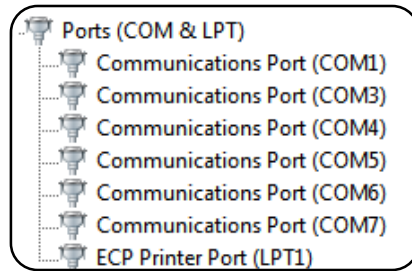 Ports (COM & LPT)
Communications Port (COM1)
Communications Port (COM3)
Communications Port (COM4)
Communications Port (COM5)
Communications Port (COM6)
Communications Port (COM7)
ECP Printer Port (LPT1)